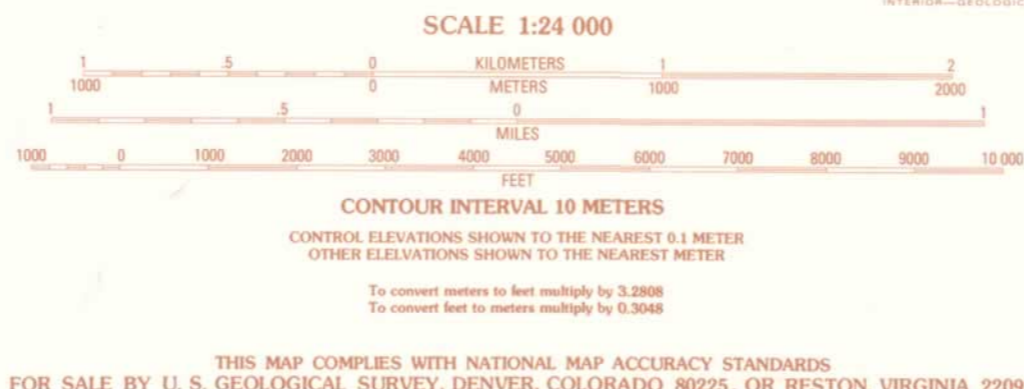 INTERIOR—GEOLOGIC
SCALE 1:24 000
1 .5 0 KILOMETERS 1 2
1000 0 METERS 1000 2000
1 .5 0 1
MILES
1000 0 1000 2000 3000 4000 5000 6000 7000 8000 9000 10 000
FEET
CONTOUR INTERVAL 10 METERS
CONTROL ELEVATIONS SHOWN TO THE NEAREST 0.1 METER
OTHER ELELVATIONS SHOWN TO THE NEAREST METER
To convert meters to feet multiply by 3.2808
To convert feet to meters multiply by 0.3048
THIS MAP COMPLIES WITH NATIONAL MAP ACCURACY STANDARDS
FOR SALE BY U. S. GEOLOGICAL SURVEY, DENVER, COLORADO 80225, OR RESTON, VIRGINIA 2209